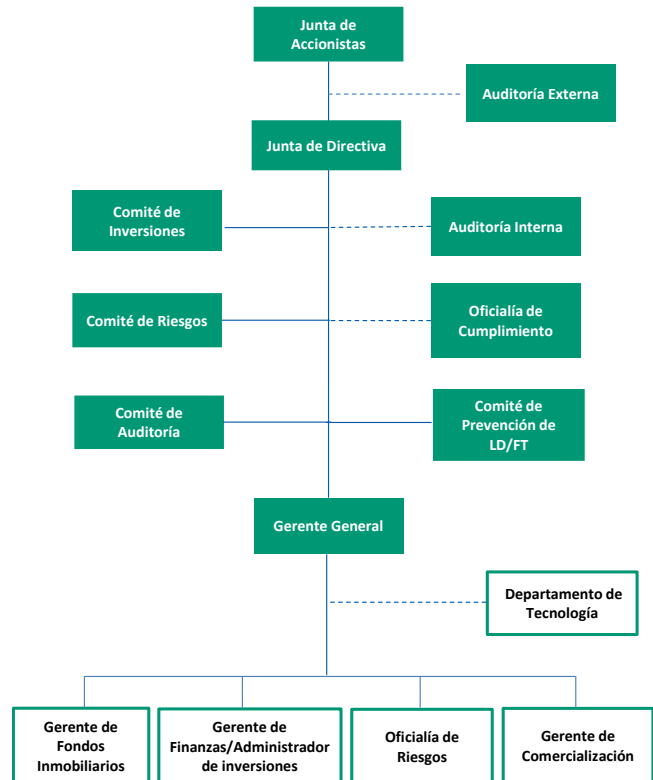 Junta de
Accionistas
Auditoría Externa
Junta de Directiva
Comité de
Inversiones
Auditoría Interna
Comité de Riesgos
Oficialía de
Cumplimiento
Comité de
Auditoría
Comité de
Prevención de
LD/FT
Gerente General
Departamento de
Tecnología
Gerente de
Fondos
Inmobiliarios
Gerente de
Finanzas/Administrador
de inversiones
Oficialía de
Riesgos
Gerente de
Comercialización